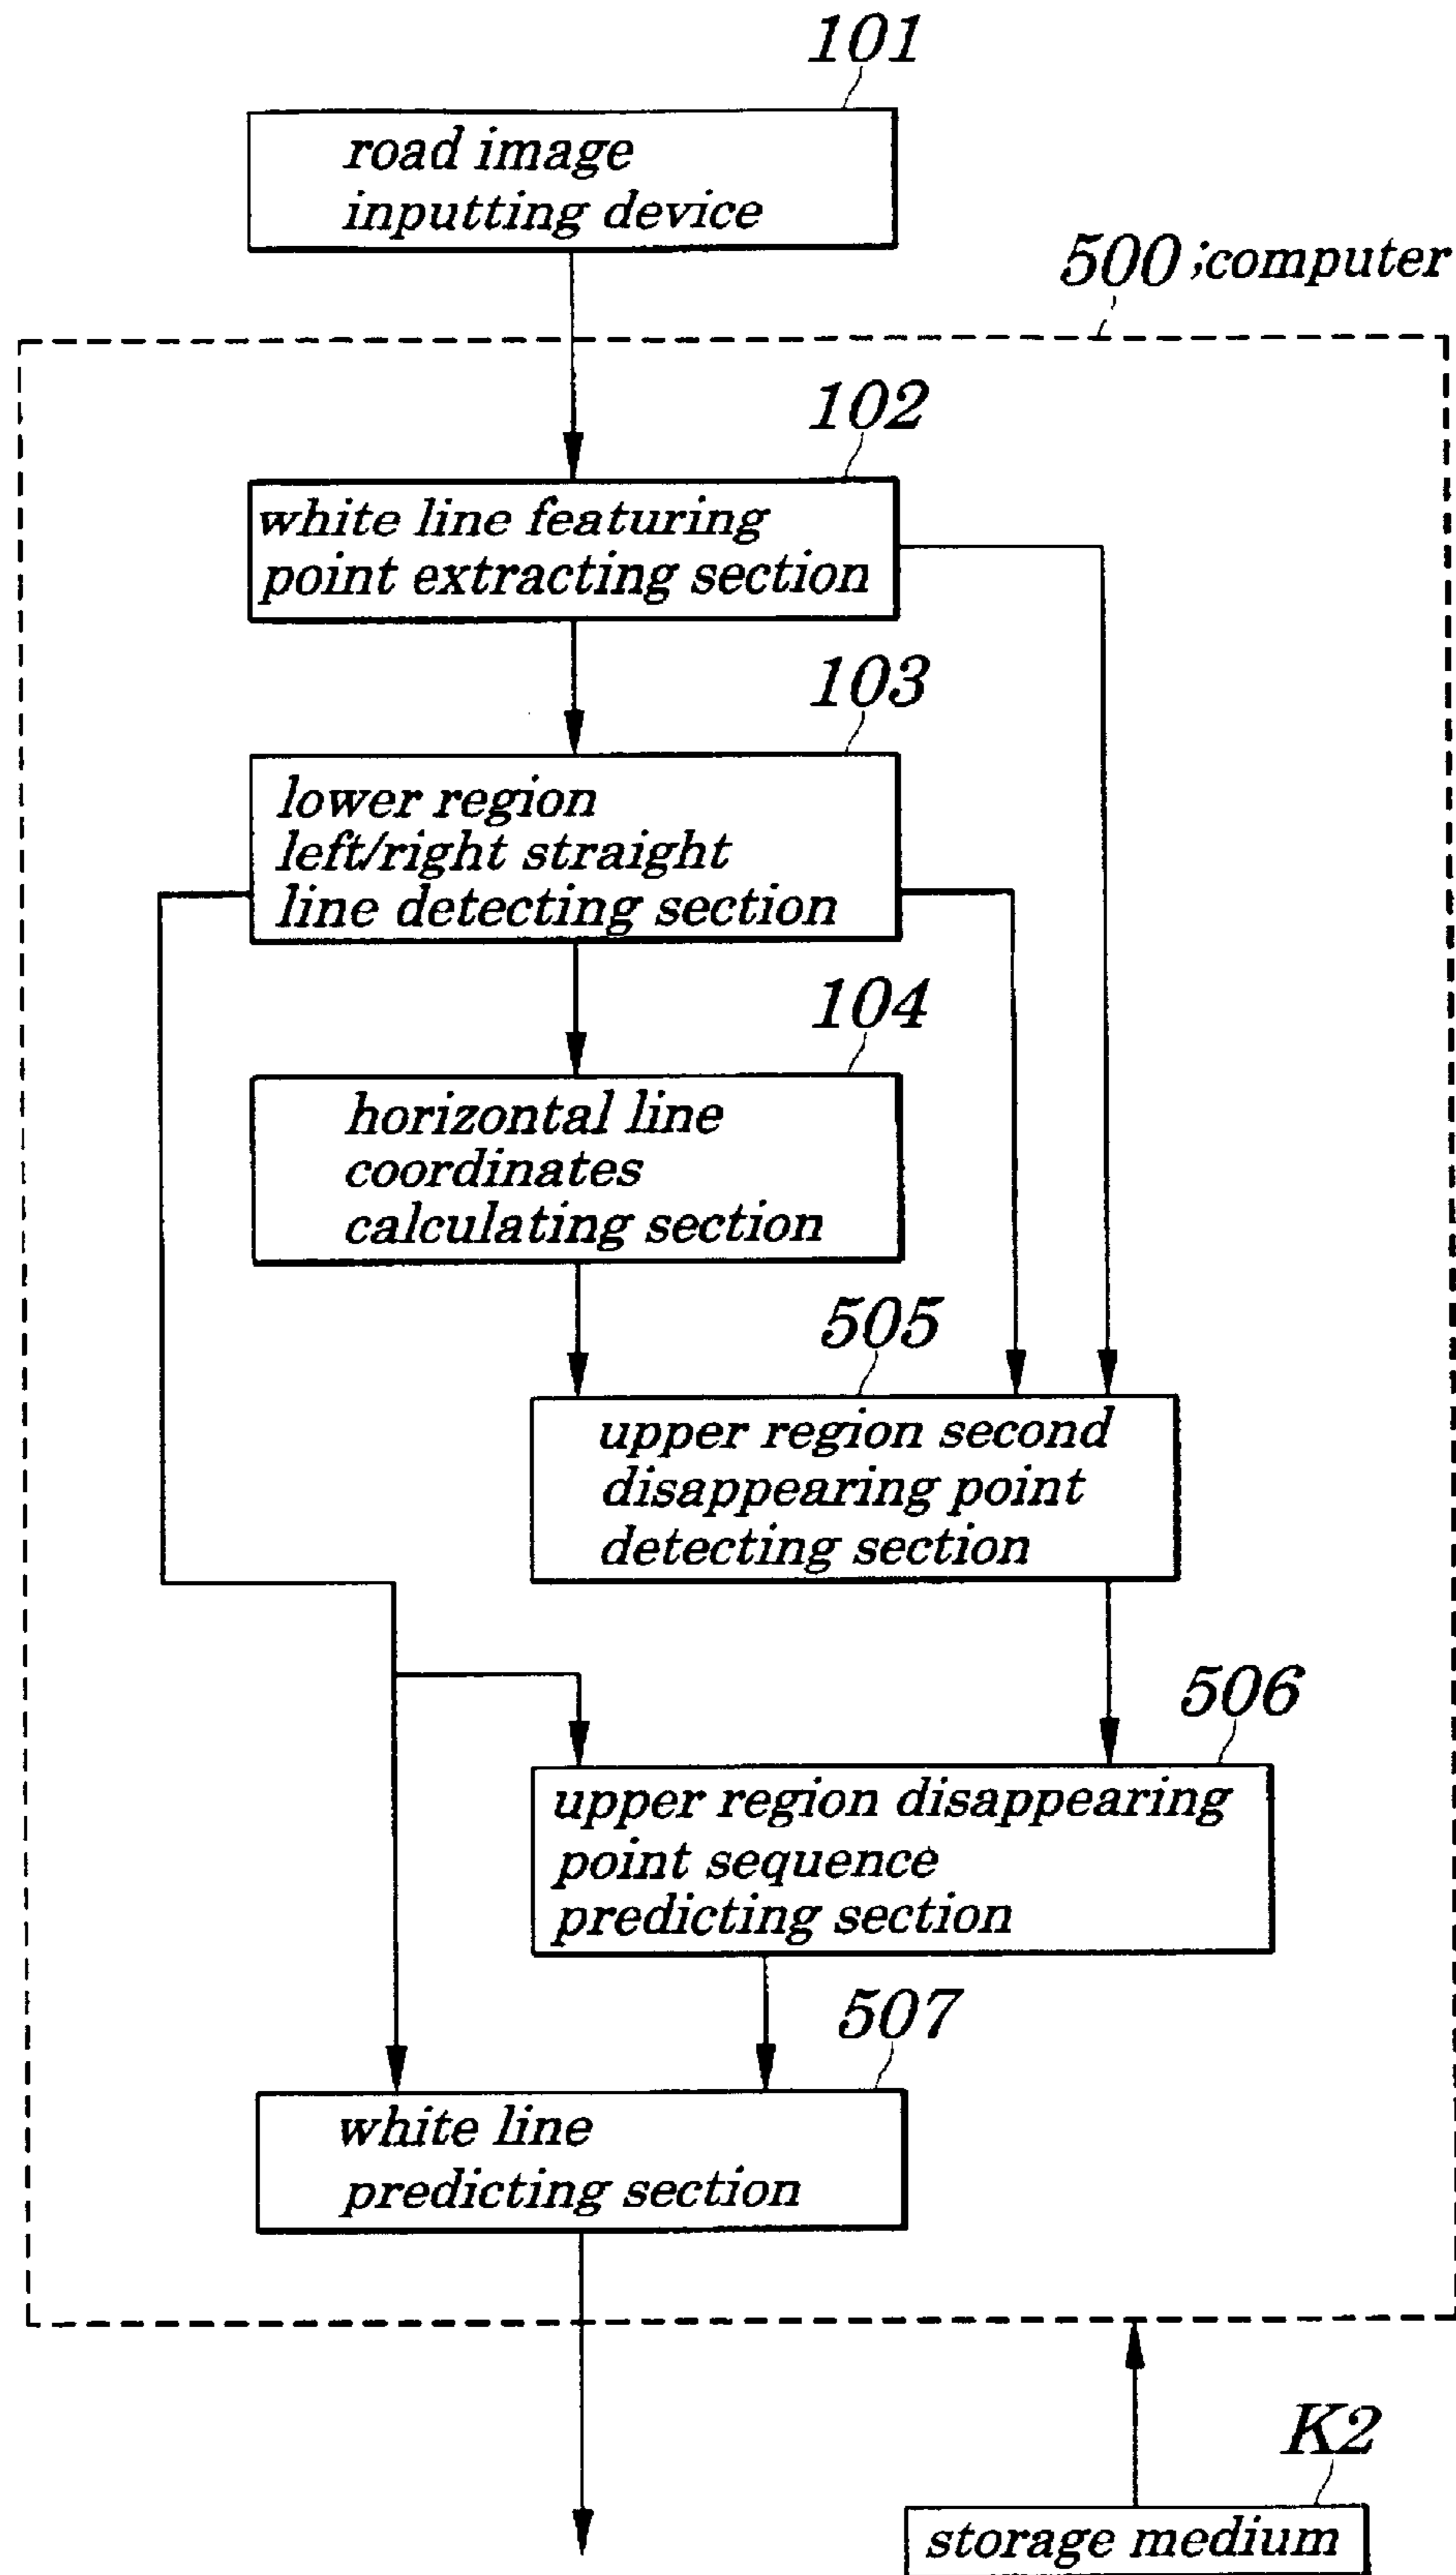 101
road image
inputting device
500 ;computer
102
white line featuring
point extracting section
103
lower region
left/right straight
line detecting section
104
horizontal line
coordinates
calculating section
505
upper region second
disappearing point
detecting section
506
upper region disappearing
point sequence
predicting section
507
white line
predicting section
K2
storage medium